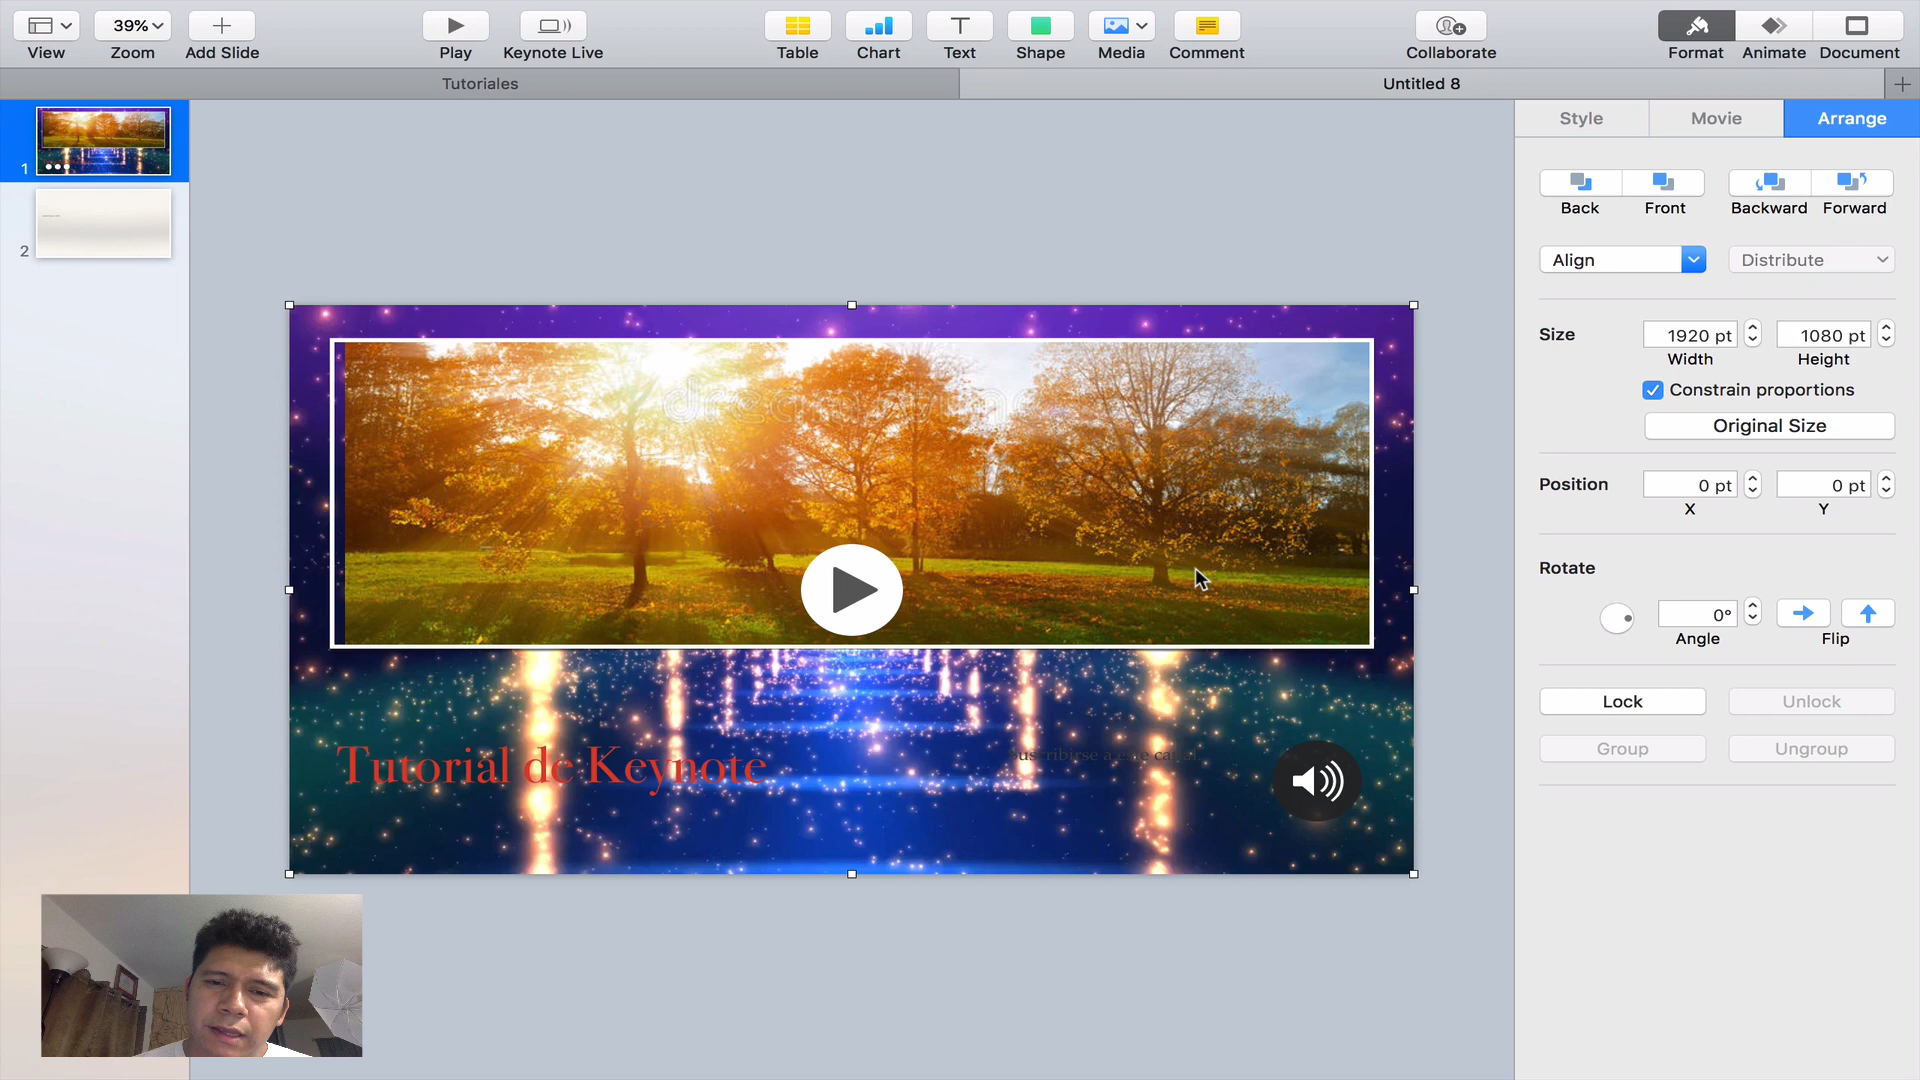 39%
View
Zoom
Add Slide
Play
Keynote Live
Table
Chart
Text
Shape
Media
Comment
Collaborate
Format
Animate
Document
Tutoriales
Untitled 8
1
2
Style
Movie
Arrange
Back
Front
Backward
Forward
Align
Distribute
Size
1920 pt
1080 pt
Width
Height
Constrain proportions
Original Size
Position
0 pt
0 pt
X
Y
Rotate
0°
Angle
Flip
Lock
Unlock
Group
Ungroup
Tutorial de Keynote
Suscribirse a este canal